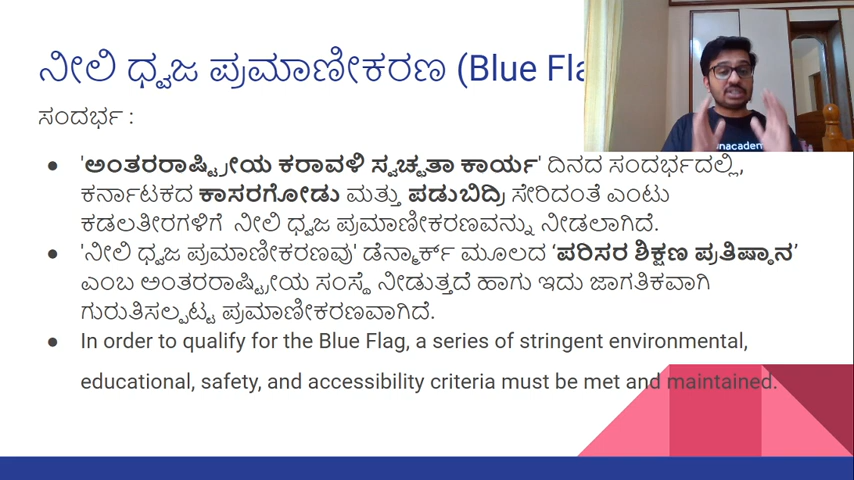 ನೀಲಿ ಧ್ವಜ ಪ್ರಮಾಣೀಕರಣ (Blue
ಸಂದರ್ಭ :
● 'ಅಂತರರಾಷ್ಟ್ರೀಯ ಕರಾವಳಿ ಸ್ವಚ್ಛತಾ ಕಾರ್ಯ' ದಿನದ ಸಂದರ್ಭದಲ್ಲಿ,
ಕರ್ನಾಟಕದ ಕಾಸರಗೋಡು ಮತ್ತು ಪಡುಬಿದ್ರಿ ಸೇರಿದಂತೆ ಎಂಟು
ಕಡಲತೀರಗಳಿಗೆ ನೀಲಿ ಧ್ವಜ ಪ್ರಮಾಣೀಕರಣವನ್ನು ನೀಡಲಾಗಿದೆ.
● 'ನೀಲಿ ಧ್ವಜ ಪ್ರಮಾಣೀಕರಣವು' ಡೆನ್ಮಾರ್ಕ್ ಮೂಲದ ‘ಪರಿಸರ ಶಿಕ್ಷಣ ಪ್ರತಿಷ್ಠಾನ’
ಎಂಬ ಅಂತರರಾಷ್ಟ್ರೀಯ ಸಂಸ್ಥೆ ನೀಡುತ್ತದೆ ಹಾಗು ಇದು ಜಾಗತಿಕವಾಗಿ
ಗುರುತಿಸಲ್ಪಟ್ಟ ಪ್ರಮಾಣೀಕರಣವಾಗಿದೆ.
● In order to qualify for the Blue Flag, a series of stringent environmental,
educational, safety, and accessibility criteria must be met and maintained.